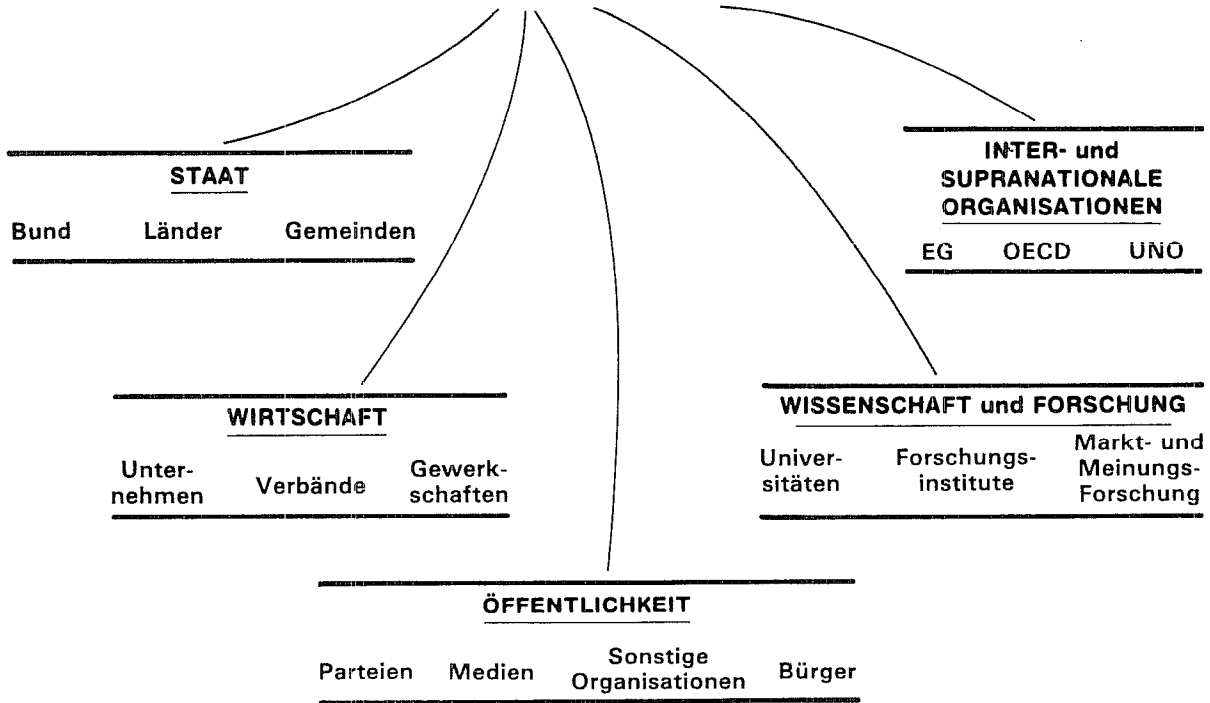 STAAT
Bund Länder Gemeinden
INTER- und
SUPRANATIONALE
ORGANISATIONEN
EG OECD UNO
WIRTSCHAFT
Unter-
nehmen
Verbände
Gewerk-
schaften
WISSENSCHAFT und FORSCHUNG
Univer-
sitäten
Forschungs-
institute
Markt- und
Meinungs-
Forschung
ÖFFENTLICHKEIT
Parteien Medien
Sonstige
Organisationen
Bürger